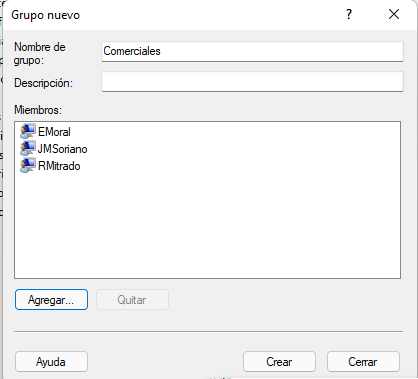 Grupo nuevo
?
Nombre de
grupo:
Comerciales
Descripción:
Miembros:
EMoral
JMSoriano
RMitrado
Agregar...
Quitar
Ayuda
Crear
Cerrar